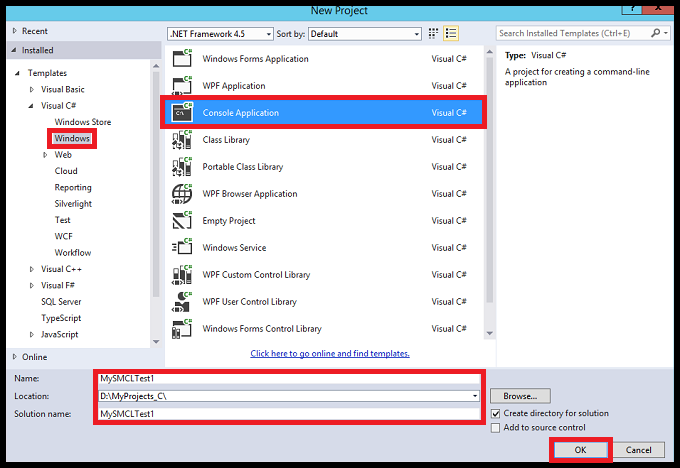 New Project
? x
Recent
Installed
Templates
Visual Basic
Visual C#
Windows Store
Windows
Web
Cloud
Reporting
Silverlight
Test
WCF
Workflow
Visual C++
Visual F#
SQL Server
TypeScript
JavaScript
Online
.NET Framework 4.5 Sort by: Default
Windows Forms Application Visual C#
WPF Application Visual C#
Console Application Visual C#
Class Library Visual C#
Portable Class Library Visual C#
WPF Browser Application Visual C#
Empty Project Visual C#
Windows Service Visual C#
WPF Custom Control Library Visual C#
WPF User Control Library Visual C#
Windows Forms Control Library Visual C#
Click here to go online and find templates.
Search Installed Templates (Ctrl+E)
Type: Visual C#
A project for creating a command-line
application
Name: MySMCLTest1
Location: D:\MyProjects_C\ Browse...
Solution name: MySMCLTest1 Create directory for solution
Add to source control
OK Cancel